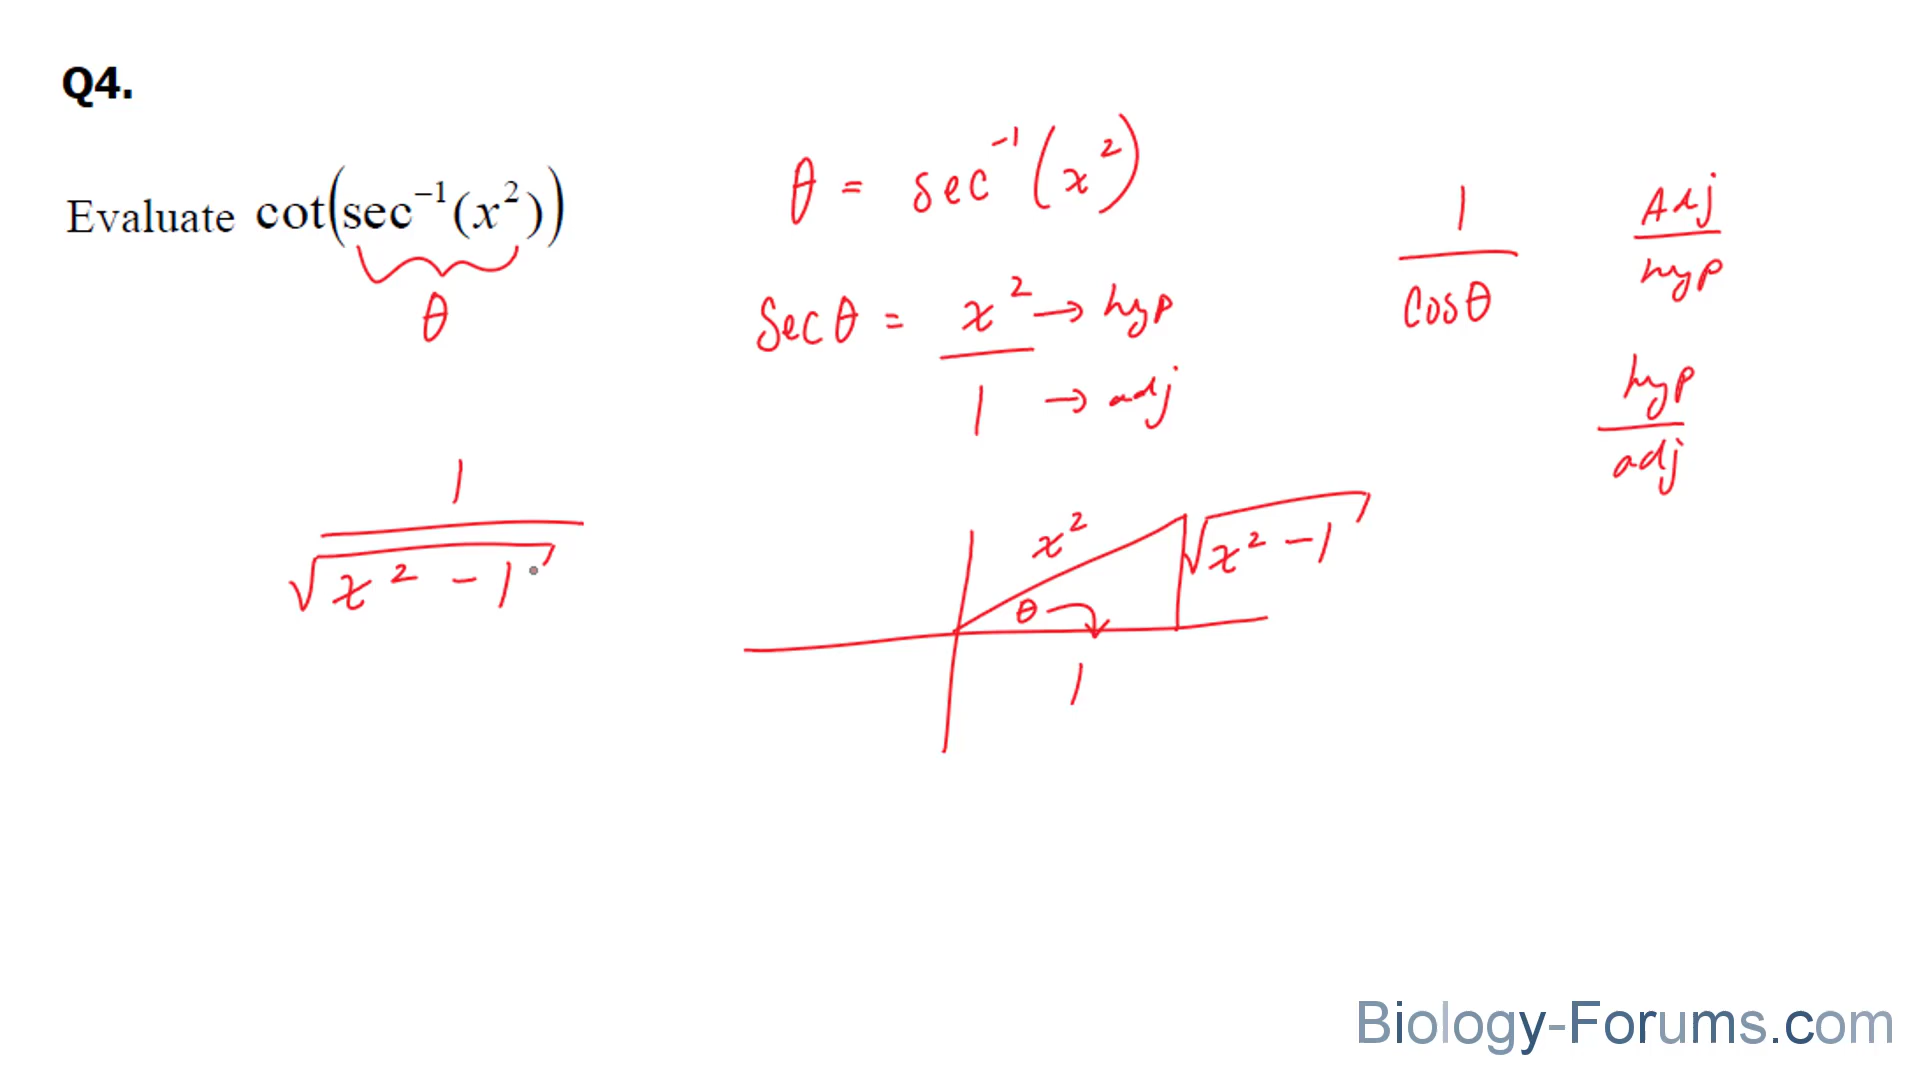 Q4.
Evaluate cot(sec⁻¹(x²))
θ
θ = sec⁻¹(x²)
Sec θ = x² → hyp
1 → adj
1
Cos θ
Adj
hyp
hyp
adj
1
√x² - 1
x²
√x² - 1
θ
1
Biology-Forums.com